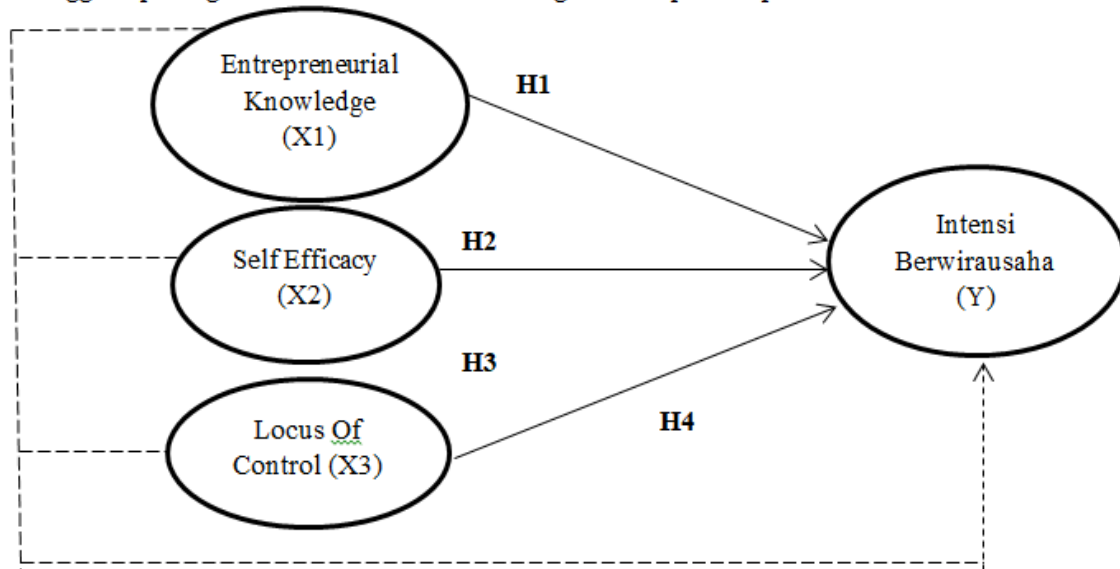 Entrepreneurial
Knowledge
(X1)
H1
Self Efficacy
(X2)
H2
Intensi
Berwirausaha
(Y)
H3
Locus Of
Control (X3)
H4